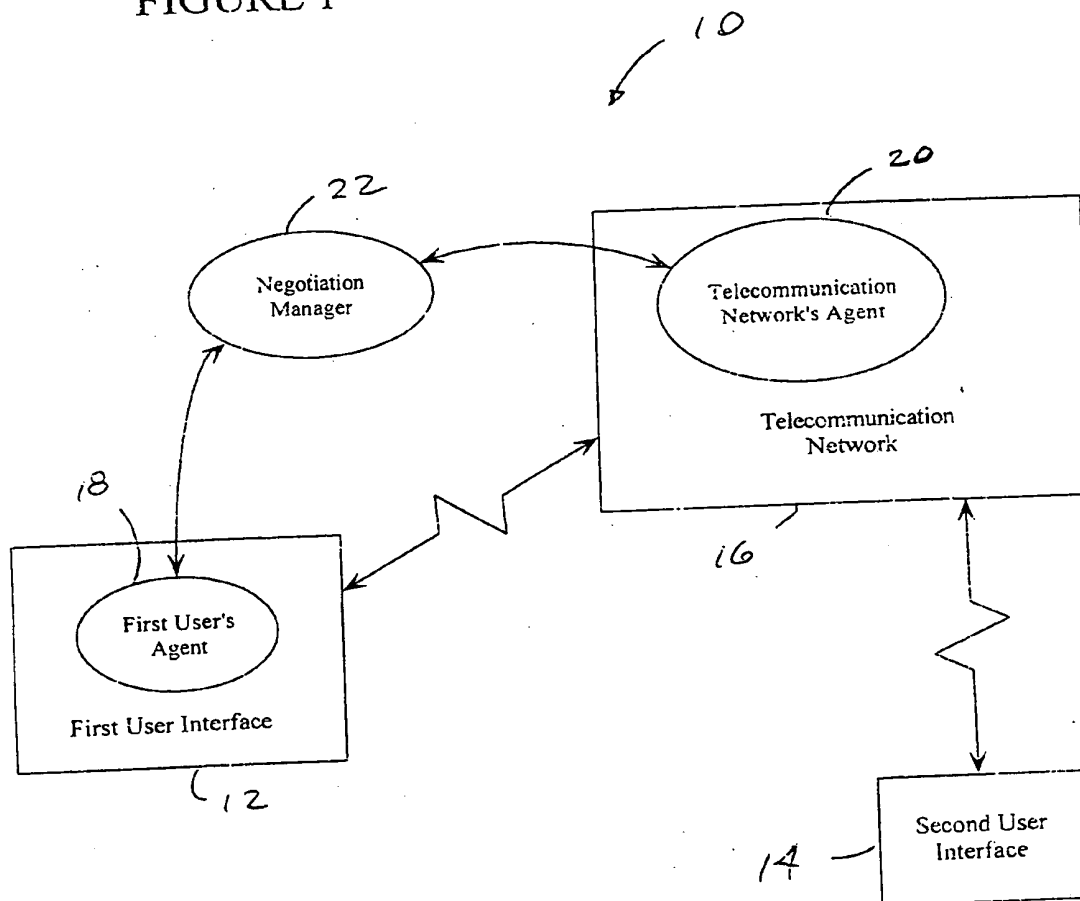 FIGURE 1
10
20
22
Negotiation
Manager
Telecommunication
Network's Agent
Telecommunication
Network
18
16
First User's
Agent
First User Interface
12
Second User
Interface
14